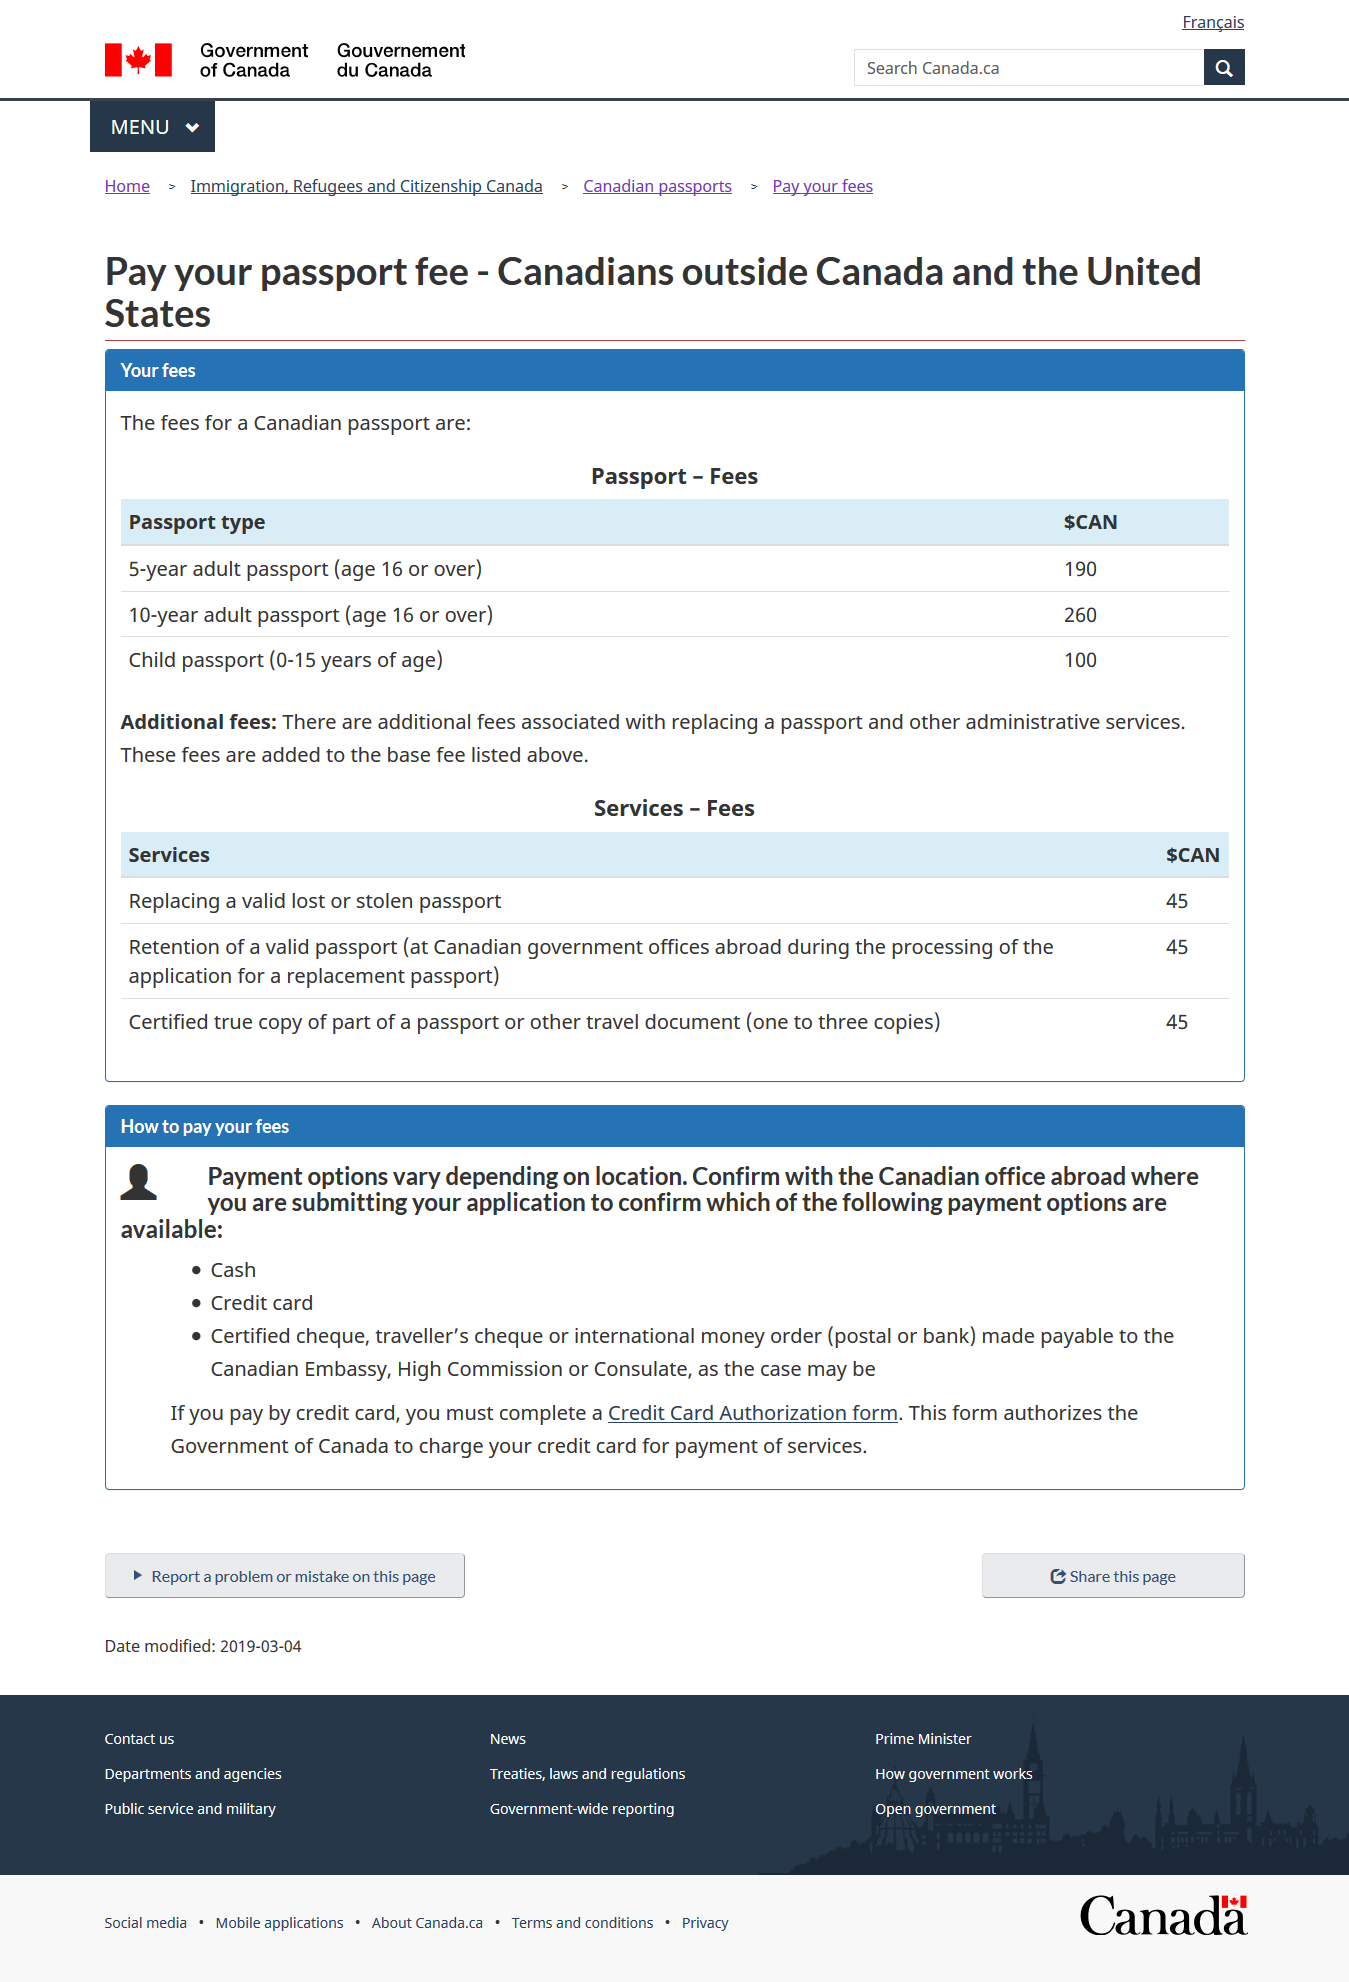 Français
Government of Canada
Gouvernement du Canada
Search Canada.ca
MENU
Home > Immigration, Refugees and Citizenship Canada > Canadian passports > Pay your fees
Pay your passport fee - Canadians outside Canada and the United
States
Your fees
The fees for a Canadian passport are:
Passport – Fees
Passport type $CAN
5-year adult passport (age 16 or over) 190
10-year adult passport (age 16 or over) 260
Child passport (0-15 years of age) 100
Additional fees: There are additional fees associated with replacing a passport and other administrative services.
These fees are added to the base fee listed above.
Services – Fees
Services $CAN
Replacing a valid lost or stolen passport 45
Retention of a valid passport (at Canadian government offices abroad during the processing of the 45
application for a replacement passport)
Certified true copy of part of a passport or other travel document (one to three copies) 45
How to pay your fees
Payment options vary depending on location. Confirm with the Canadian office abroad where
you are submitting your application to confirm which of the following payment options are
available:
• Cash
• Credit card
• Certified cheque, traveller’s cheque or international money order (postal or bank) made payable to the
Canadian Embassy, High Commission or Consulate, as the case may be
If you pay by credit card, you must complete a Credit Card Authorization form. This form authorizes the
Government of Canada to charge your credit card for payment of services.
Report a problem or mistake on this page
Share this page
Date modified: 2019-03-04
Contact us News Prime Minister
Departments and agencies Treaties, laws and regulations How government works
Public service and military Government-wide reporting Open government
Social media • Mobile applications • About Canada.ca • Terms and conditions • Privacy
Canada